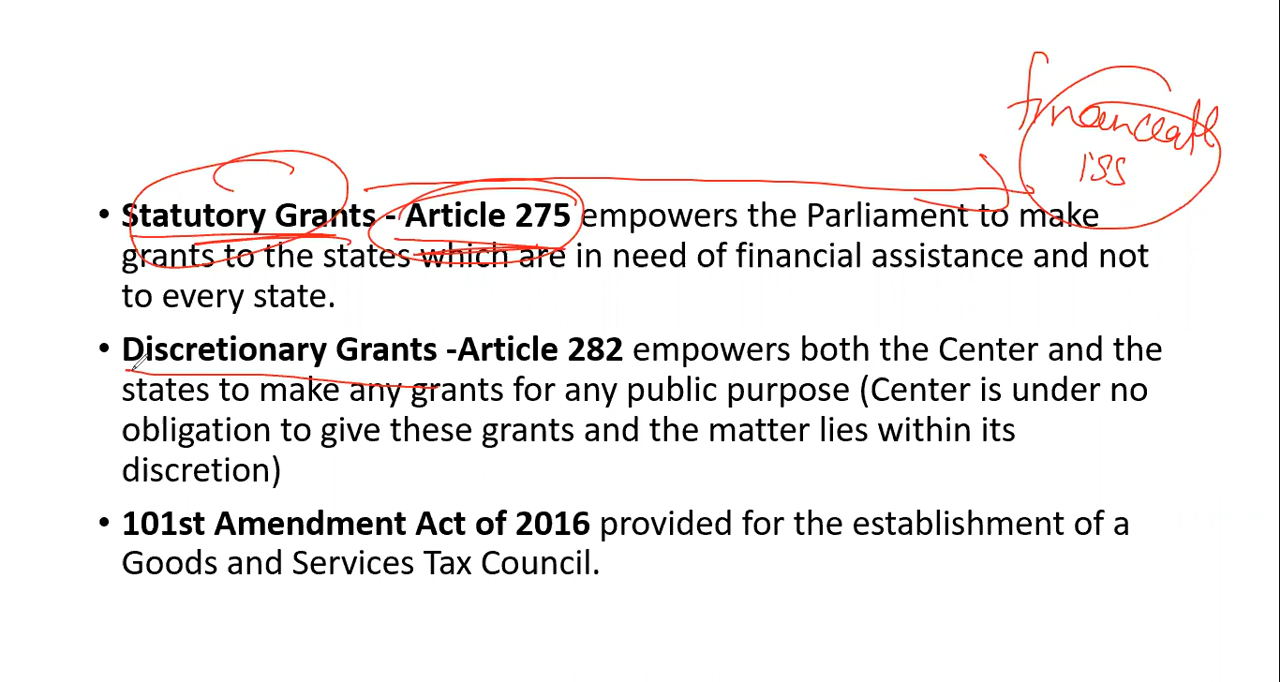 iss
• Statutory Grants - Article 275 empowers the Parliament to make
grants to the states which are in need of financial assistance and not
to every state.
• Discretionary Grants -Article 282 empowers both the Center and the
states to make any grants for any public purpose (Center is under no
obligation to give these grants and the matter lies within its
discretion)
• 101st Amendment Act of 2016 provided for the establishment of a
Goods and Services Tax Council.